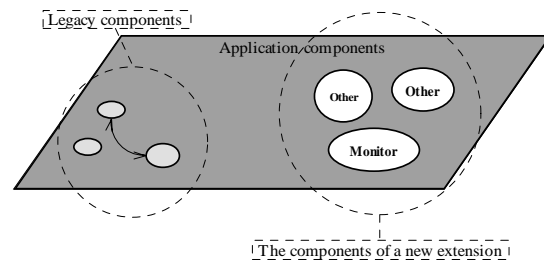 Legacy components
Application components
Other
Other
Monitor
The components of a new extension